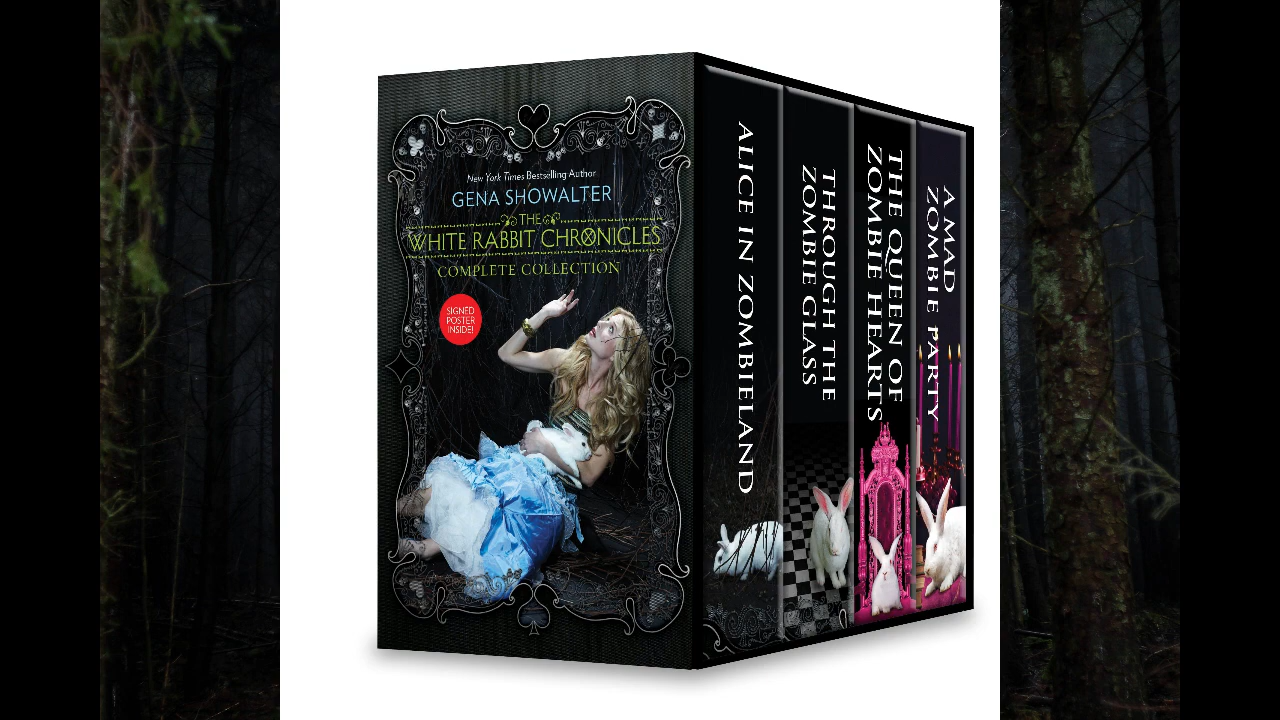 New York Times Bestselling Author
GENA SHOWALTER
THE
WHITE RABBIT CHRONICLES
COMPLETE COLLECTION
SIGNED
POSTER
INSIDE!
ALICE IN ZOMBIELAND
THROUGH THE
ZOMBIE GLASS
THE QUEEN OF
ZOMBIE HEARTS
A MAD
ZOMBIE PARTY